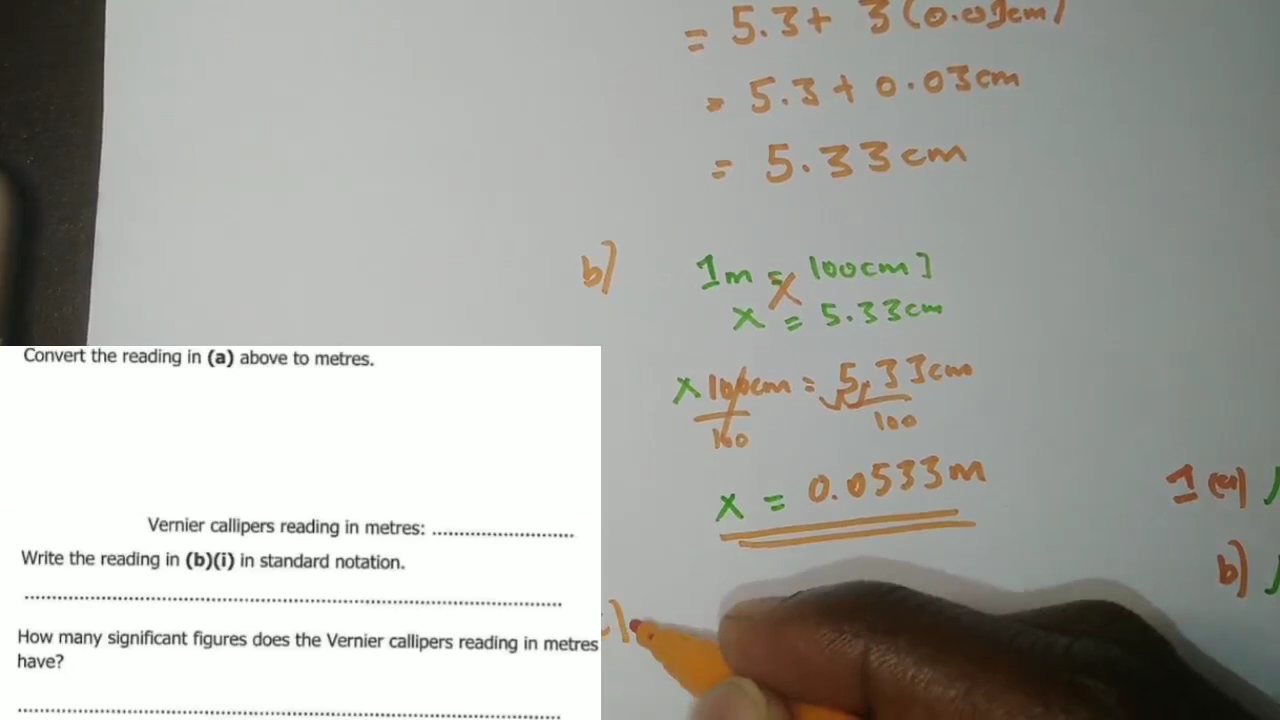 = 5.3 + 3(0.01cm)
= 5.3 + 0.03cm
= 5.33cm
b) 1m = 100cm]
x = 5.33cm
x 100cm = 5.33cm
100 100
x = 0.0533m
1(a)
b)
Convert the reading in (a) above to metres.
Vernier callipers reading in metres: ..........................
Write the reading in (b)(i) in standard notation.
..........................................................................................
How many significant figures does the Vernier callipers reading in metres
have?
..........................................................................................